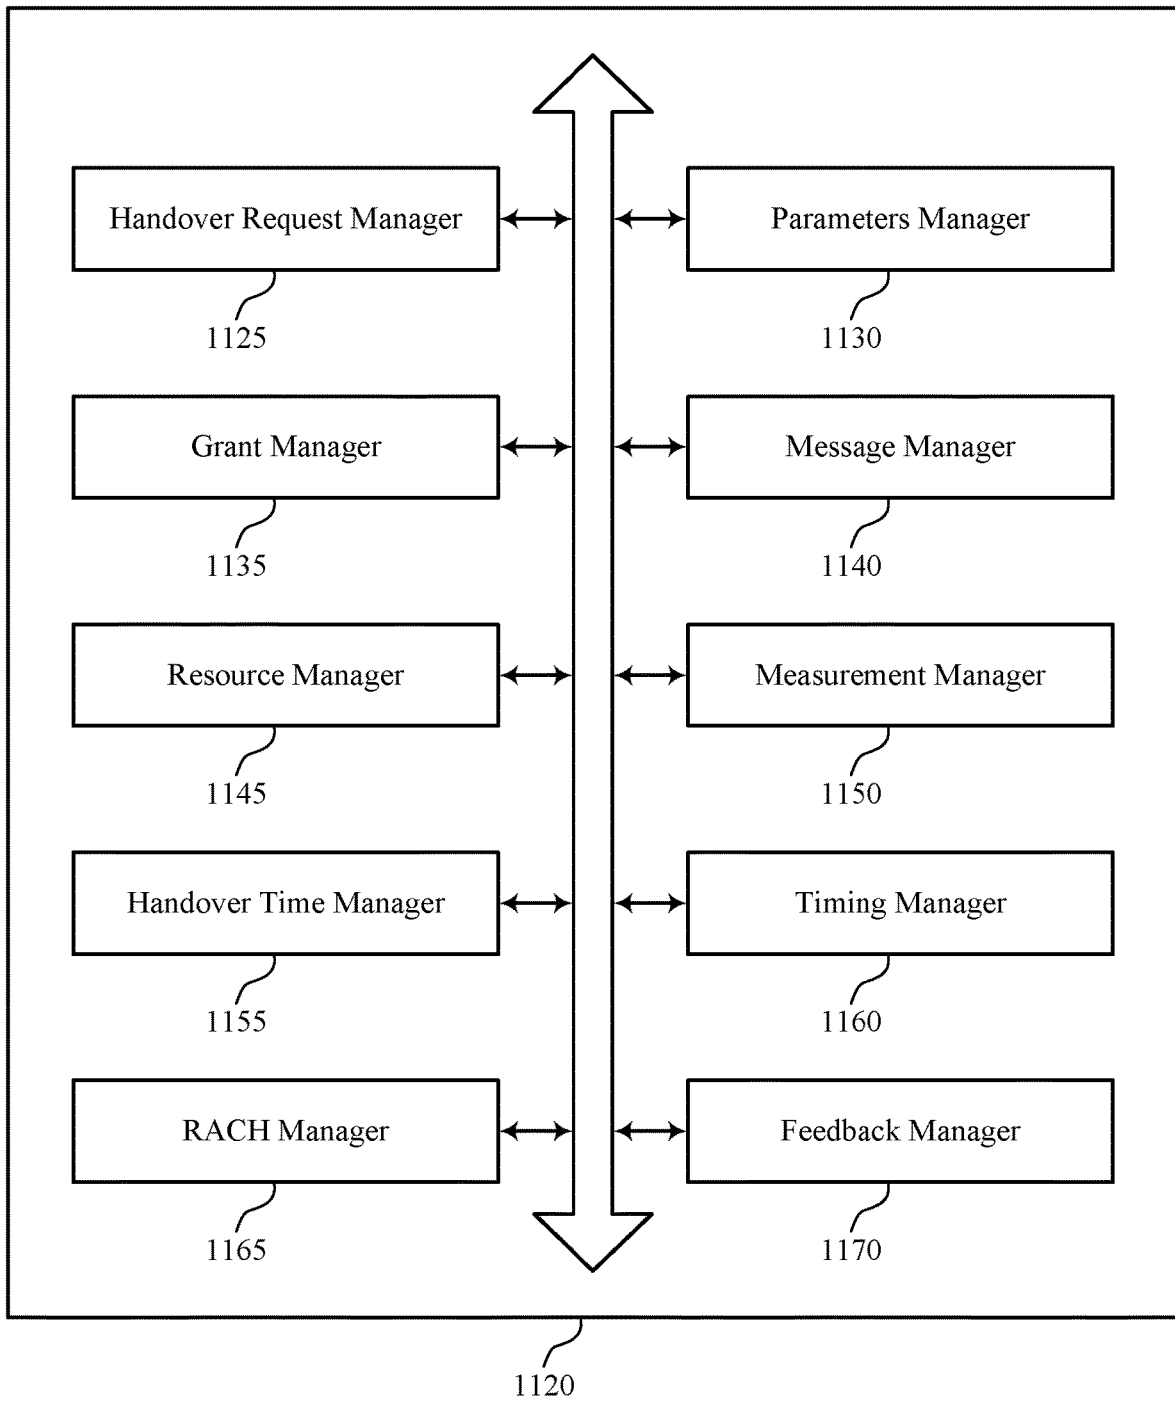 Handover Request Manager
Parameters Manager
1125
1130
Grant Manager
Message Manager
1135
1140
Resource Manager
Measurement Manager
1145
1150
Handover Time Manager
Timing Manager
1155
1160
RACH Manager
Feedback Manager
1165
1170
1120